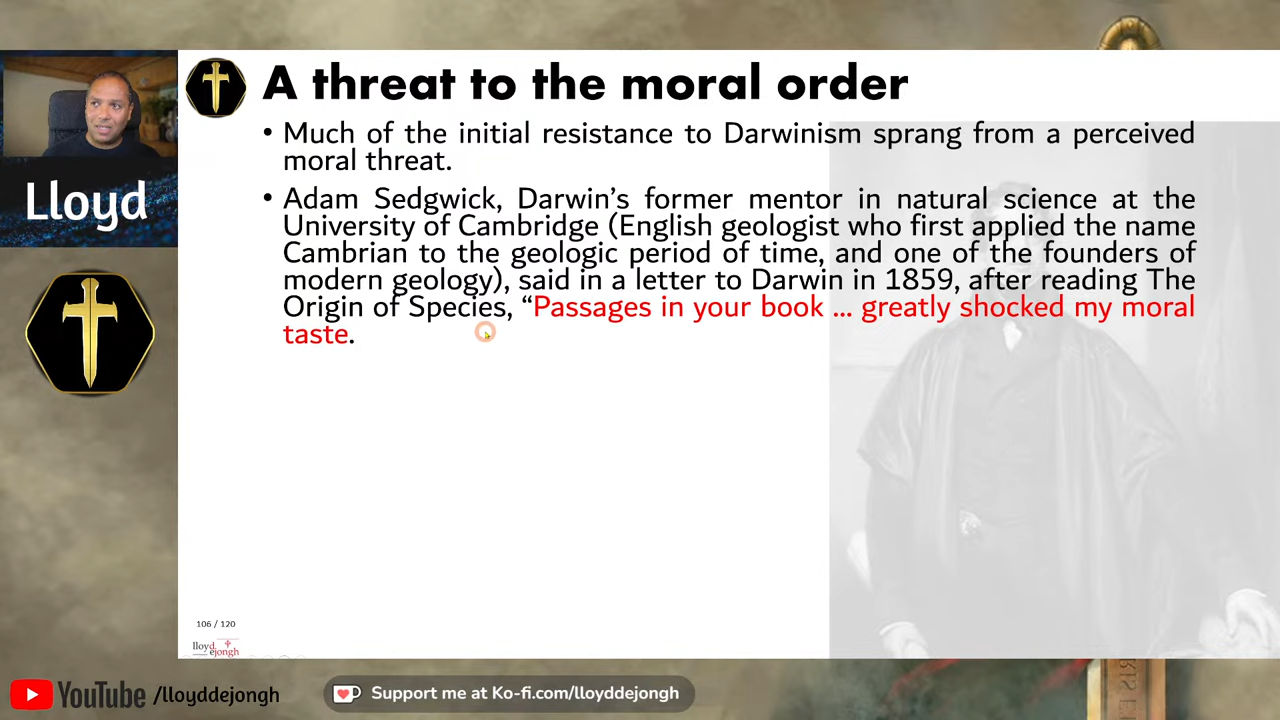 A threat to the moral order
• Much of the initial resistance to Darwinism sprang from a perceived
moral threat.
• Adam Sedgwick, Darwin’s former mentor in natural science at the
University of Cambridge (English geologist who first applied the name
Cambrian to the geologic period of time, and one of the founders of
modern geology), said in a letter to Darwin in 1859, after reading The
Origin of Species, “Passages in your book ... greatly shocked my moral
taste.
Lloyd
106 / 120
lloyd
ejongh
YouTube /lloyddejongh
Support me at Ko-fi.com/lloyddejongh